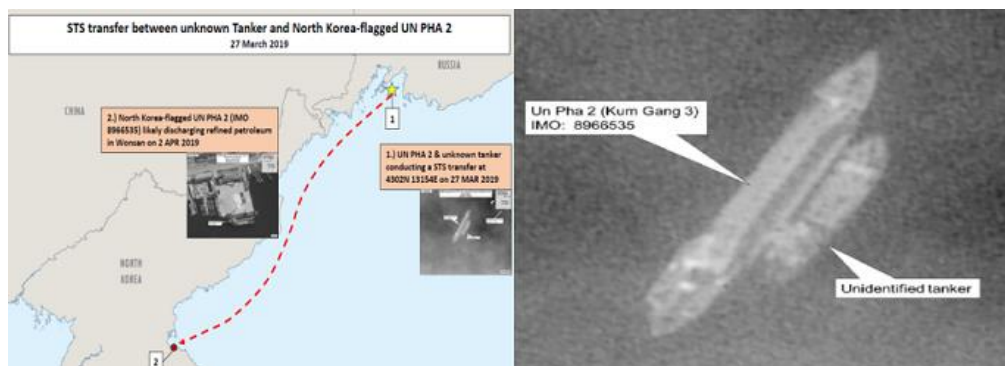 STS transfer between unknown Tanker and North Korea-flagged UN PHA 2
27 March 2019
RUSSIA
CHINA
1
2.) North Korea-flagged UN PHA 2 (IMO
8966535) likely discharging refined petroleum
in Wonsan on 2 APR 2019
1.) UN PHA 2 & unknown tanker
conducting a STS transfer at
4302N 13154E on 27 MAR 2019
NORTH
KOREA
2
Un Pha 2 (Kum Gang 3)
IMO: 8966535
Unidentified tanker